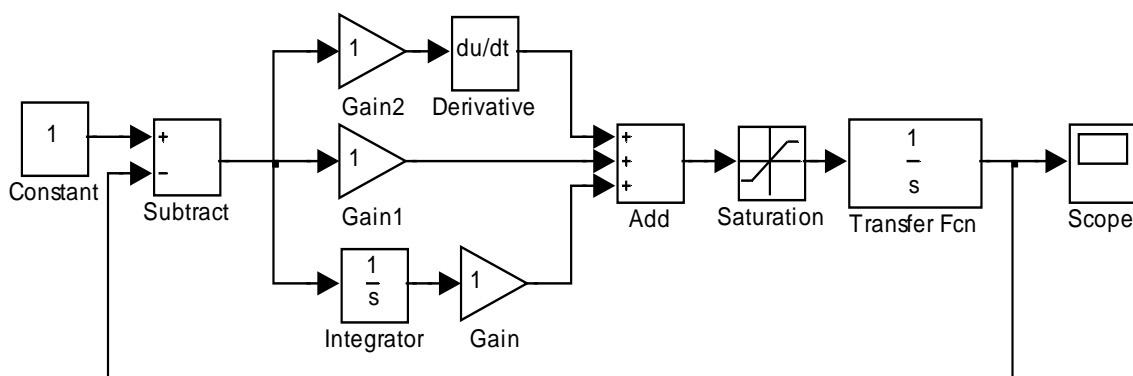 1
du/dt
Gain2
Derivative
1
+
−
Constant
Subtract
1
Gain1
+
+
+
Add
Saturation
1
s
Transfer Fcn
Scope
1
s
Integrator
1
Gain